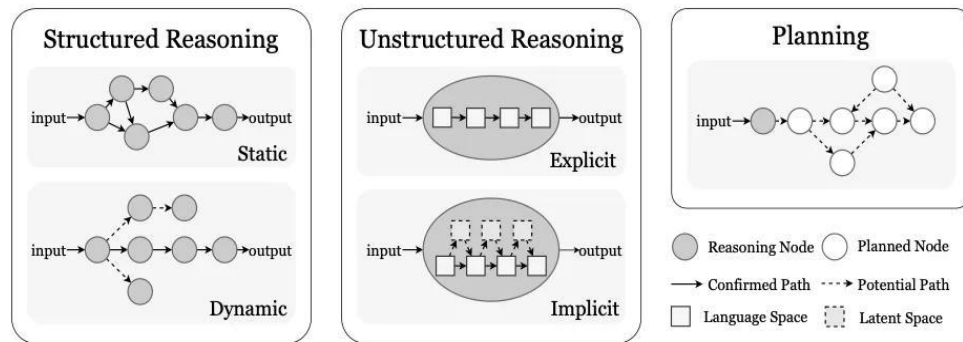 Structured Reasoning
input
output
Static
input
output
Dynamic
Unstructured Reasoning
input
output
Explicit
input
output
Implicit
Planning
input
Reasoning Node
Planned Node
Confirmed Path
Potential Path
Language Space
Latent Space